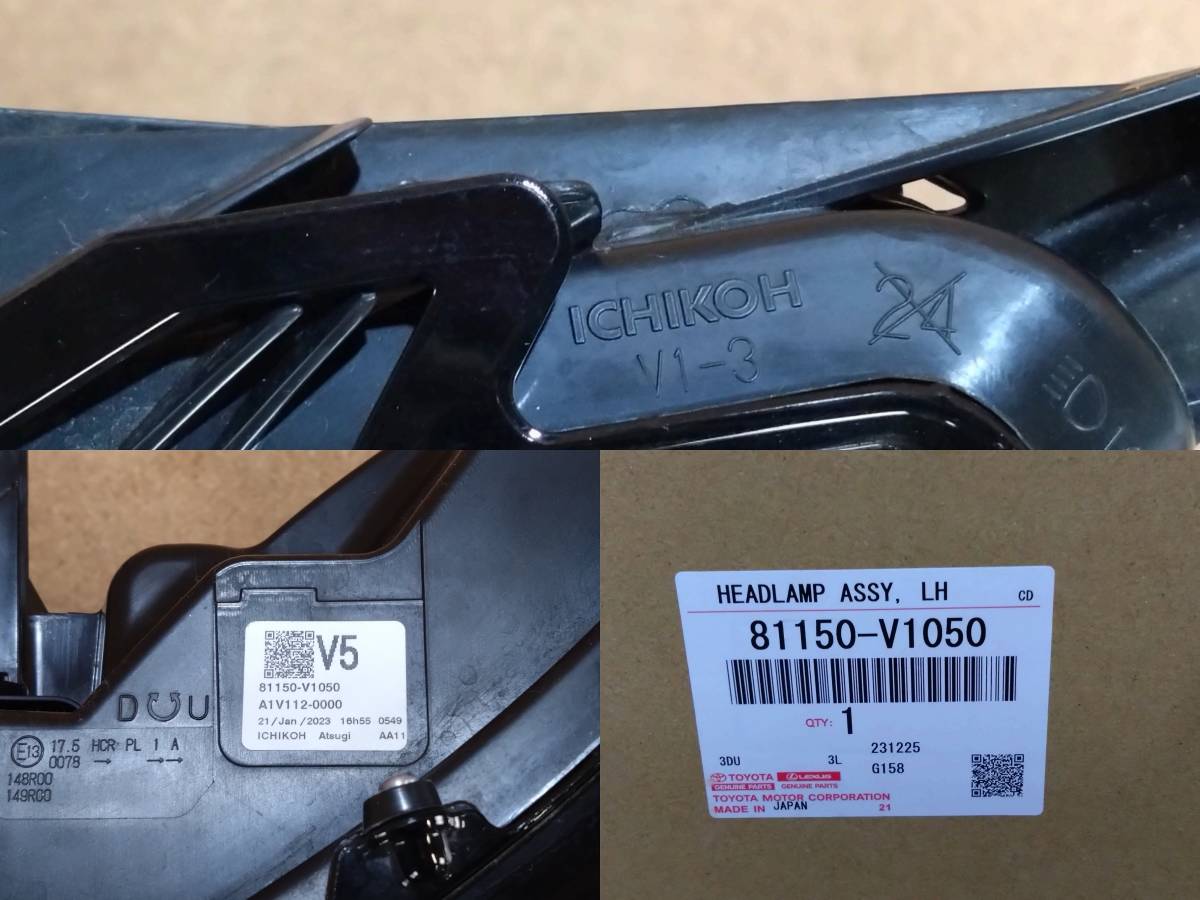 ICHIKOH
V1-3
24
V5
81150-V1050
A1V112-0000
21/Jan/2023 16h55 0549
ICHIKOH Atsugi AA11
D U
E13 17.5 HCR PL 1 A
0078 → →→
148R00
149R00
HEADLAMP ASSY, LH CD
81150-V1050
QTY: 1
231225
3DU 3L G158
TOYOTA LEXUS
GENUINE PARTS GENUINE PARTS
TOYOTA MOTOR CORPORATION
MADE IN JAPAN 21